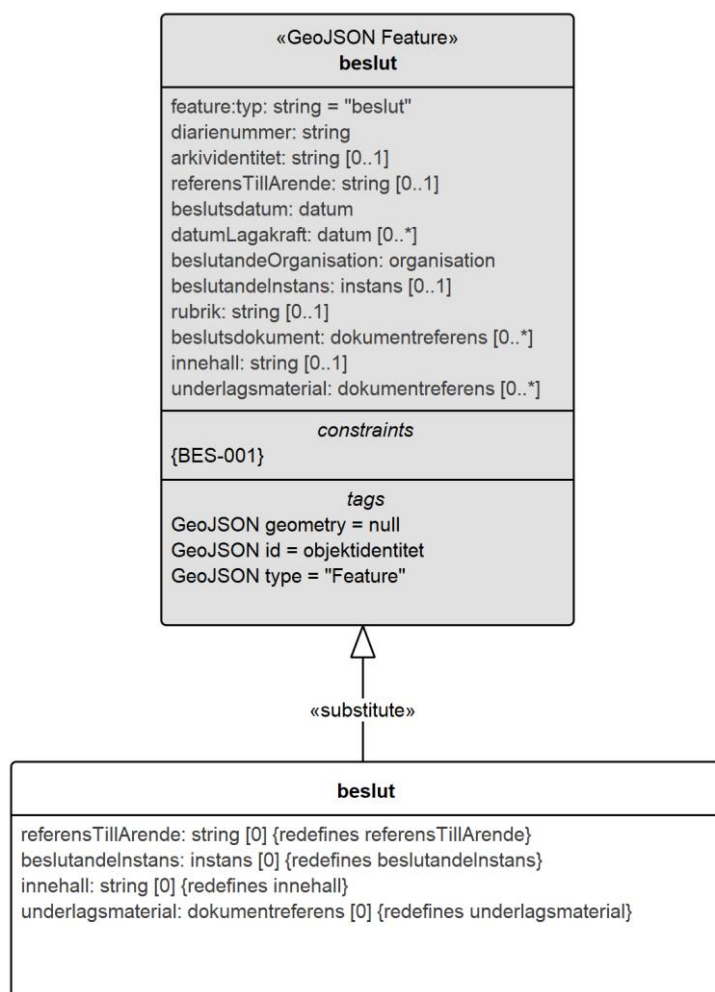 «GeoJSON Feature»
beslut
feature:typ: string = "beslut"
diarienummer: string
arkividentitet: string [0..1]
referensTillArende: string [0..1]
beslutsdatum: datum
datumLagakraft: datum [0..*]
beslutandeOrganisation: organisation
beslutandeInstans: instans [0..1]
rubrik: string [0..1]
beslutsdokument: dokumentreferens [0..*]
innehall: string [0..1]
underlagsmaterial: dokumentreferens [0..*]
constraints
{BES-001}
tags
GeoJSON geometry = null
GeoJSON id = objektidentitet
GeoJSON type = "Feature"
«substitute»
beslut
referensTillArende: string [0] {redefines referensTillArende}
beslutandeInstans: instans [0] {redefines beslutandeInstans}
innehall: string [0] {redefines innehall}
underlagsmaterial: dokumentreferens [0] {redefines underlagsmaterial}